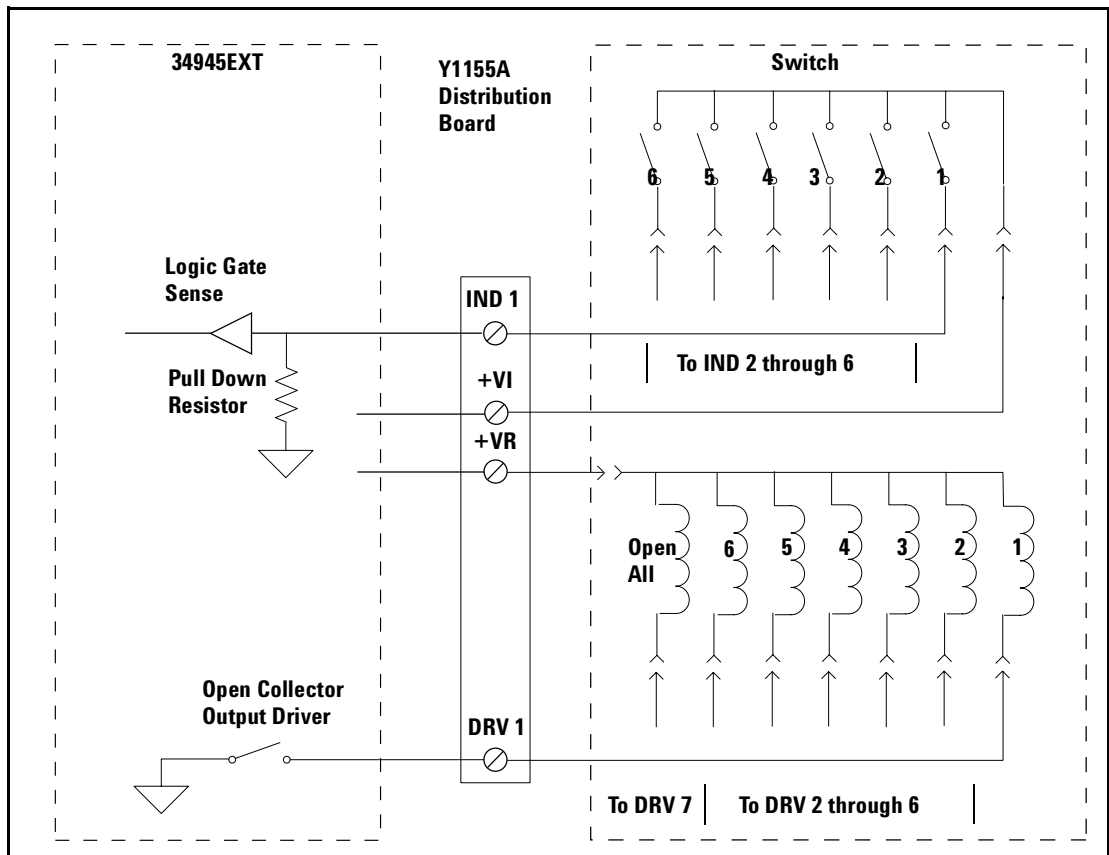 34945EXT
Y1155A
Distribution
Board
Switch
6 5 4 3 2 1
Logic Gate
Sense
IND 1
Pull Down
Resistor
+VI
To IND 2 through 6
+VR
Open
All
6 5 4 3 2 1
Open Collector
Output Driver
DRV 1
To DRV 7
To DRV 2 through 6